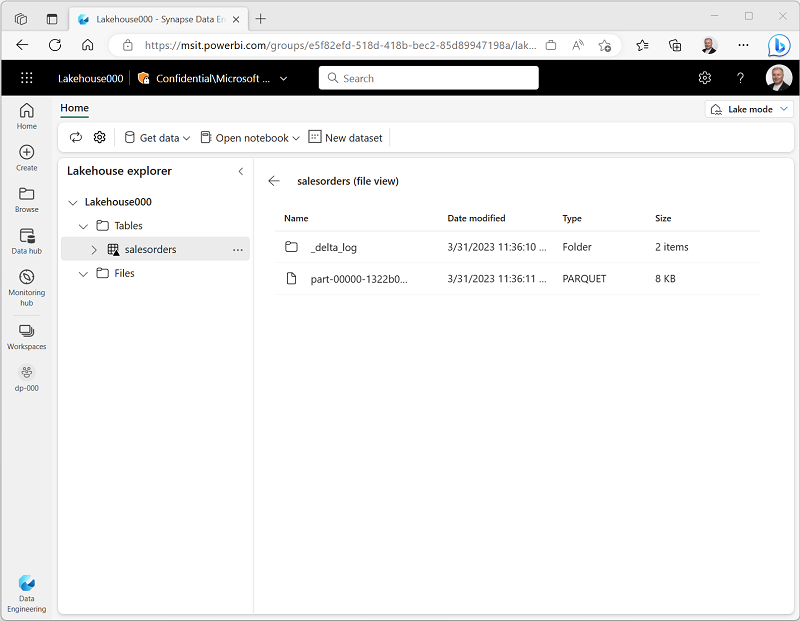 Lakehouse000 - Synapse Data En
https://msit.powerbi.com/groups/e5f82efd-518d-418b-bec2-85d89947198a/lak...
Lakehouse000
Confidential\Microsoft ...
Search
Home
Create
Browse
Data hub
Monitoring
hub
Workspaces
dp-000
Data
Engineering
Home
Lake mode
Get data
Open notebook
New dataset
Lakehouse explorer
Lakehouse000
Tables
salesorders
Files
salesorders (file view)
Name Date modified Type Size
_delta_log 3/31/2023 11:36:10 ... Folder 2 items
part-00000-1322b0... 3/31/2023 11:36:11 ... PARQUET 8 KB